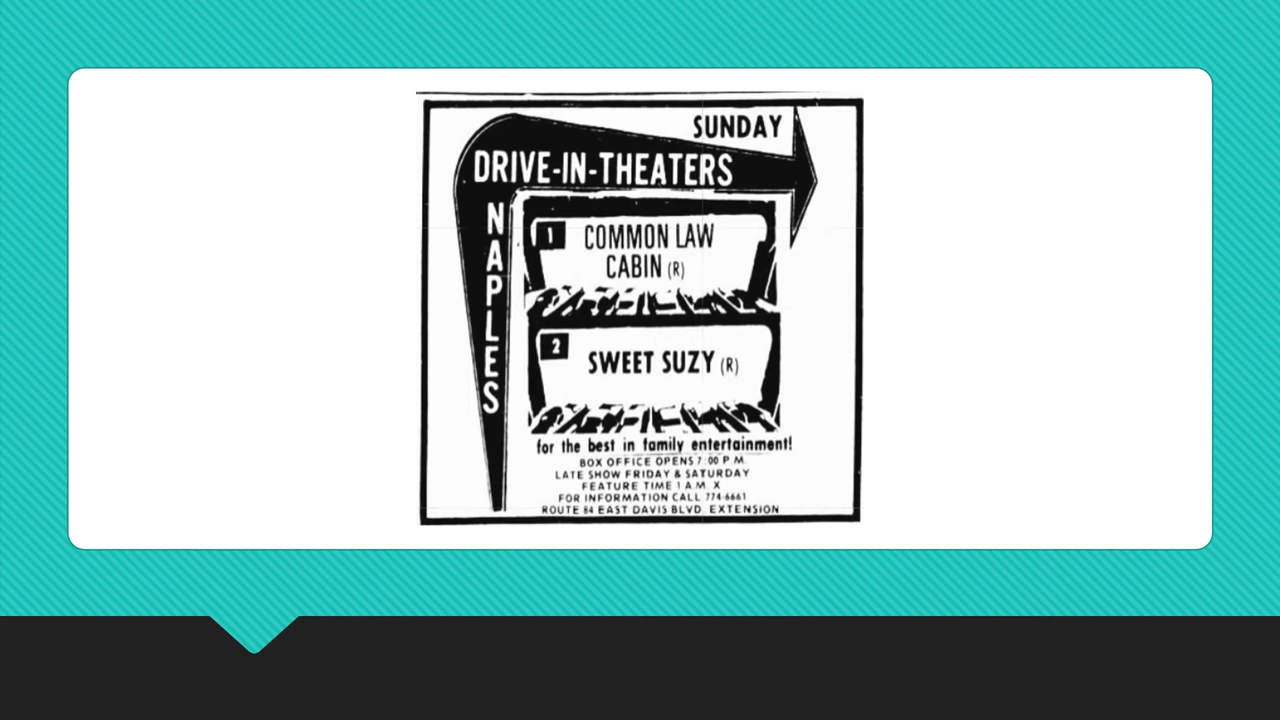 SUNDAY
DRIVE-IN-THEATERS
NAPLES
1
COMMON LAW
CABIN (R)
2
SWEET SUZY (R)
for the best in family entertainment!
BOX OFFICE OPENS 7:00 P.M.
LATE SHOW FRIDAY & SATURDAY
FEATURE TIME 1 A.M. X
FOR INFORMATION CALL 774-6661
ROUTE 84 EAST DAVIS BLVD. EXTENSION